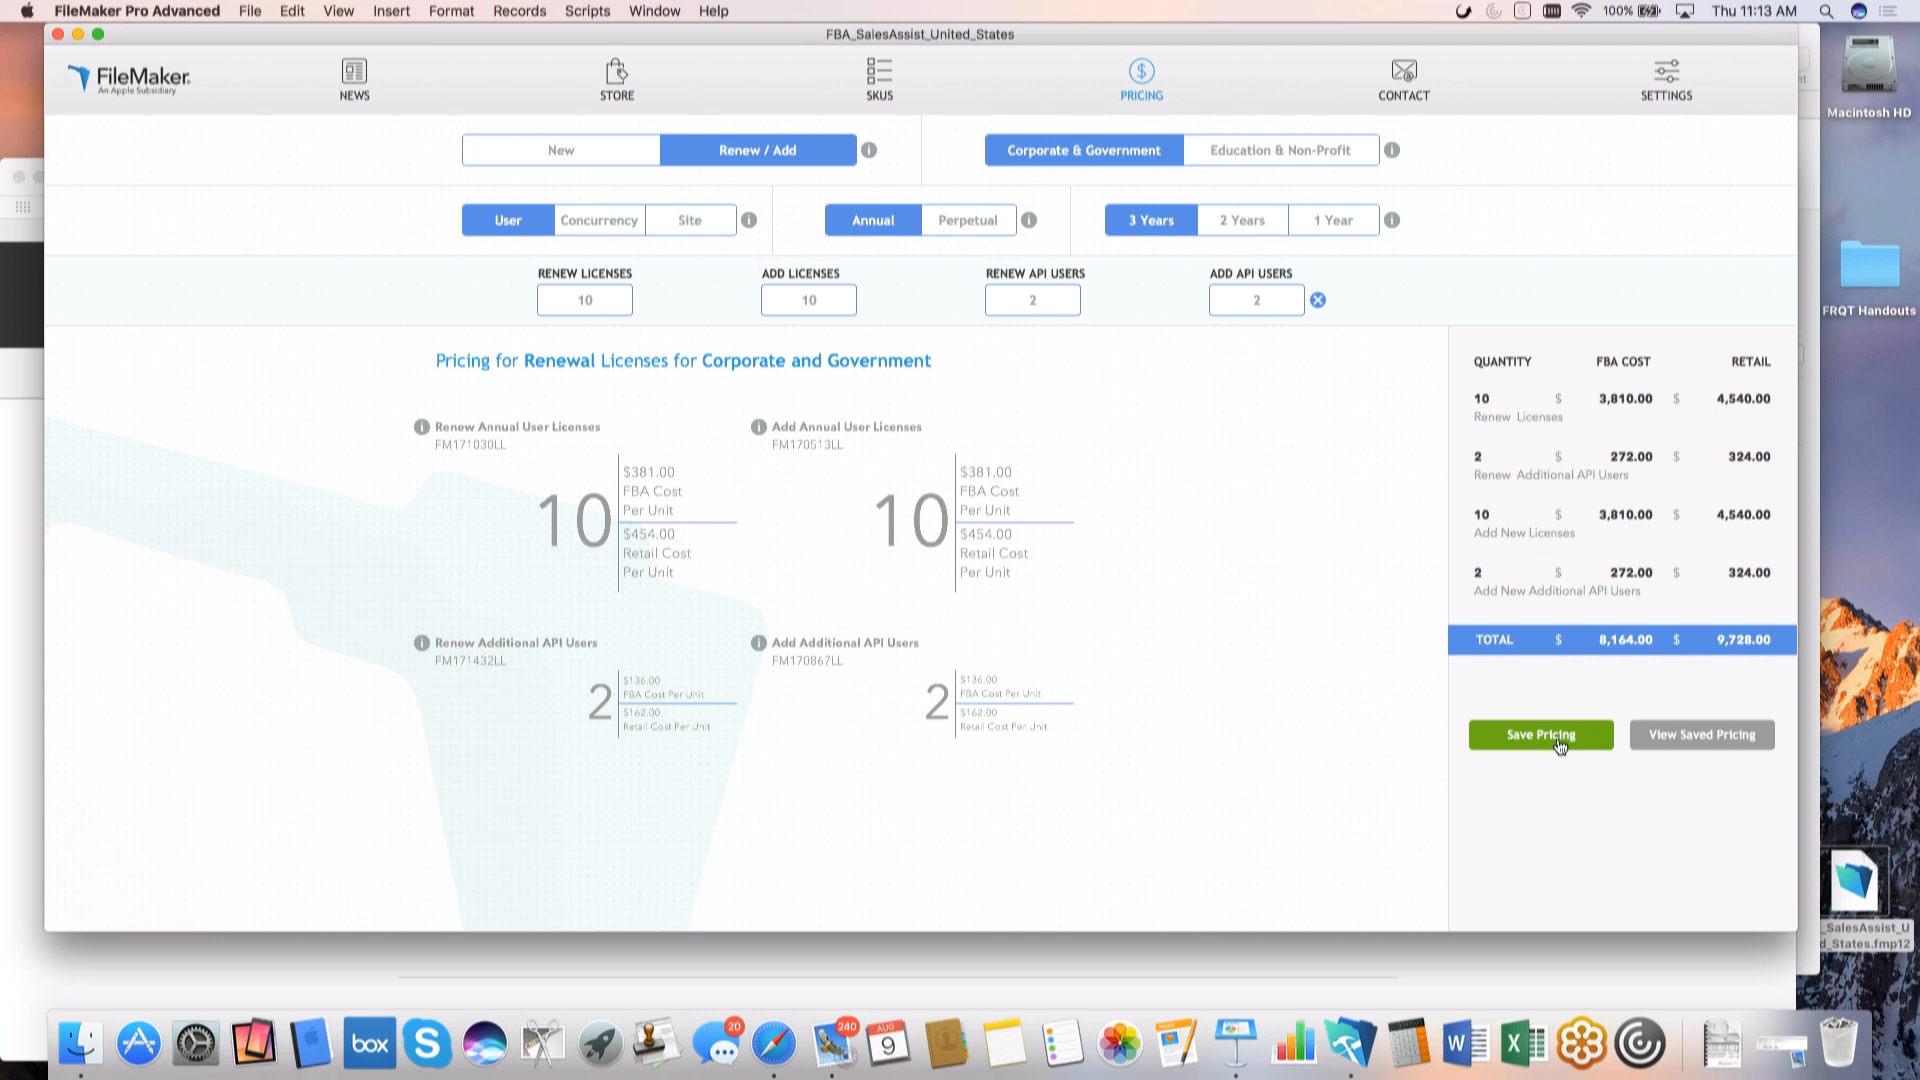 FileMaker Pro Advanced File Edit View Insert Format Records Scripts Window Help 100% Thu 11:13 AM
FBA_SalesAssist_United_States
FileMaker.
An Apple Subsidiary
NEWS STORE SKUS PRICING CONTACT SETTINGS
Macintosh HD
New Renew / Add Corporate & Government Education & Non-Profit
User Concurrency Site Annual Perpetual 3 Years 2 Years 1 Year
RENEW LICENSES ADD LICENSES RENEW API USERS ADD API USERS
10 10 2 2
FRQT Handouts
Pricing for Renewal Licenses for Corporate and Government
Renew Annual User Licenses
FM171030LL
10
$381.00
FBA Cost
Per Unit
$454.00
Retail Cost
Per Unit
Add Annual User Licenses
FM170513LL
10
$381.00
FBA Cost
Per Unit
$454.00
Retail Cost
Per Unit
Renew Additional API Users
FM171432LL
2
$136.00
FBA Cost Per Unit
$162.00
Retail Cost Per Unit
Add Additional API Users
FM170867LL
2
$136.00
FBA Cost Per Unit
$162.00
Retail Cost Per Unit
QUANTITY FBA COST RETAIL
10 $ 3,810.00 $ 4,540.00
Renew Licenses
2 $ 272.00 $ 324.00
Renew Additional API Users
10 $ 3,810.00 $ 4,540.00
Add New Licenses
2 $ 272.00 $ 324.00
Add New Additional API Users
TOTAL $ 8,164.00 $ 9,728.00
Save Pricing View Saved Pricing
_SalesAssist_U
d_States.fmp12
box
S
20
240
AUG
9
PAGES
W
X